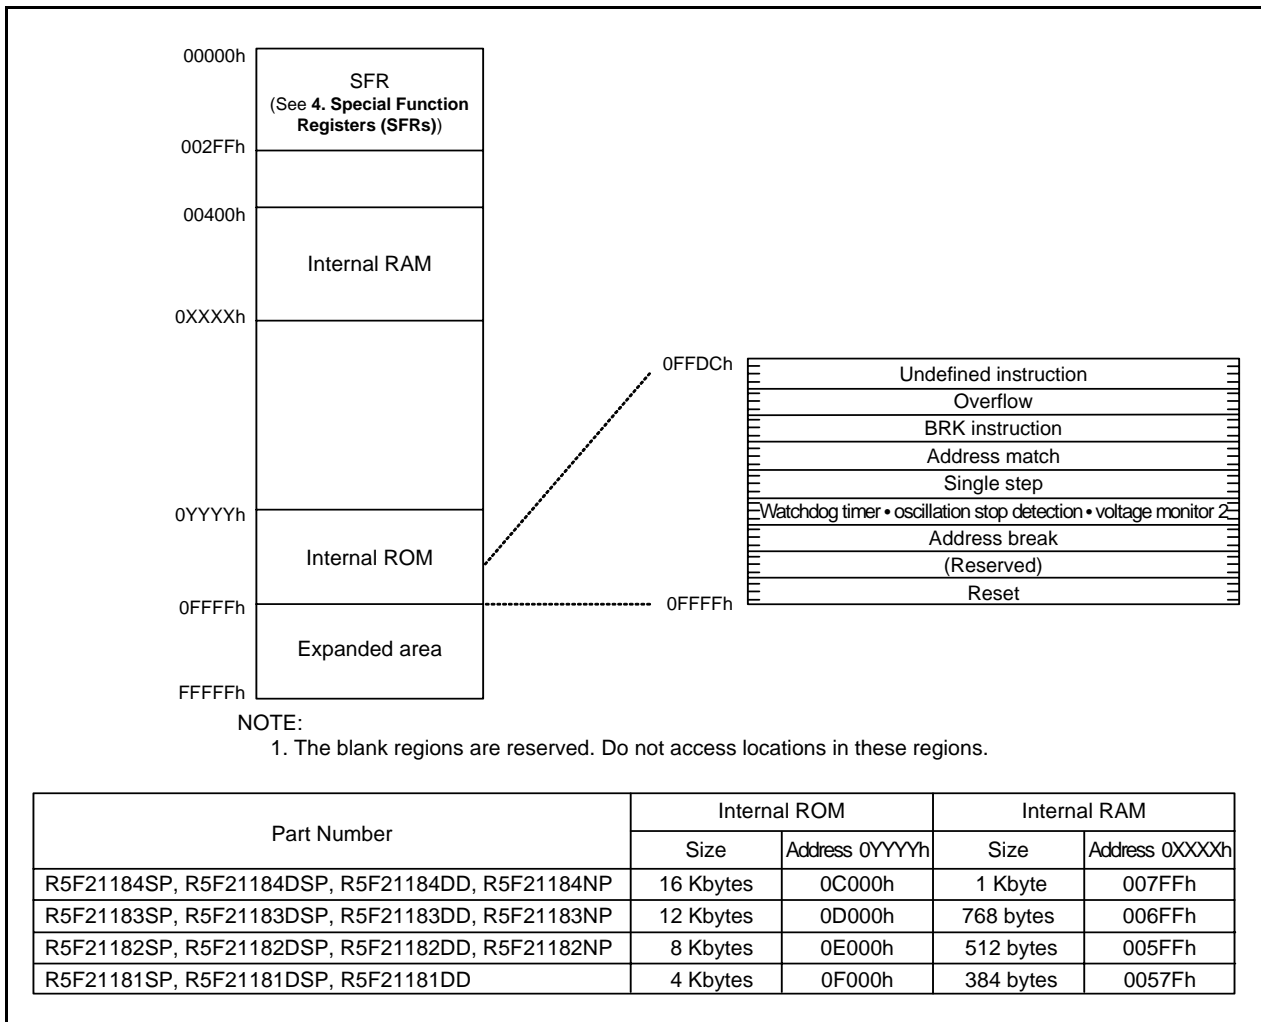 00000h
SFR
(See 4. Special Function
Registers (SFRs))
002FFh
00400h
Internal RAM
0XXXXh
0YYYYh
Internal ROM
0FFFFh
Expanded area
FFFFFh
0FFDCh
Undefined instruction
Overflow
BRK instruction
Address match
Single step
Watchdog timer • oscillation stop detection • voltage monitor 2
Address break
(Reserved)
Reset
0FFFFh
NOTE:
1. The blank regions are reserved. Do not access locations in these regions.
Part Number Internal ROM Internal RAM
Size Address 0YYYYh Size Address 0XXXXh
R5F21184SP, R5F21184DSP, R5F21184DD, R5F21184NP 16 Kbytes 0C000h 1 Kbyte 007FFh
R5F21183SP, R5F21183DSP, R5F21183DD, R5F21183NP 12 Kbytes 0D000h 768 bytes 006FFh
R5F21182SP, R5F21182DSP, R5F21182DD, R5F21182NP 8 Kbytes 0E000h 512 bytes 005FFh
R5F21181SP, R5F21181DSP, R5F21181DD 4 Kbytes 0F000h 384 bytes 0057Fh